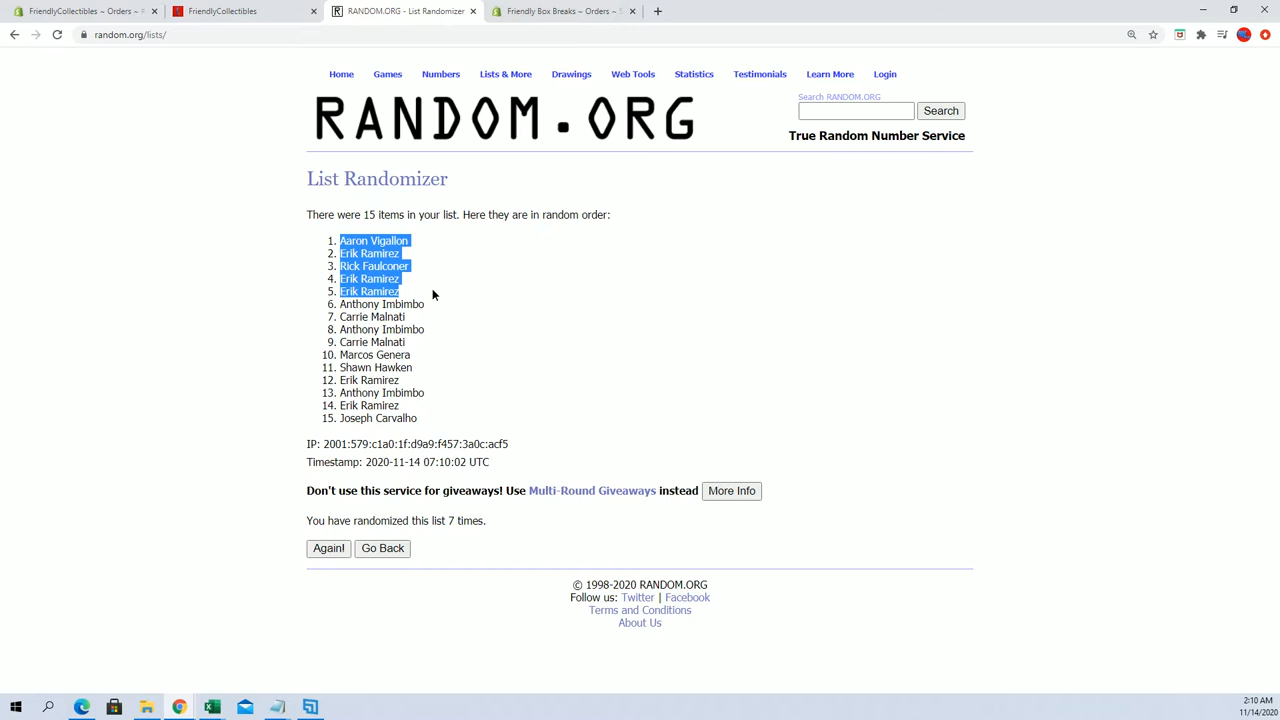 FriendlyCollectibles ~ Orders ~
FriendlyCollectibles
RANDOM.ORG - List Randomizer
Friendly Box Breaks ~ Orders ~ S
random.org/lists/
Home Games Numbers Lists & More Drawings Web Tools Statistics Testimonials Learn More Login
Search RANDOM.ORG
RANDOM.ORG
Search
True Random Number Service
List Randomizer
There were 15 items in your list. Here they are in random order:
1. Aaron Vigallon
2. Erik Ramirez
3. Rick Faulconer
4. Erik Ramirez
5. Erik Ramirez
6. Anthony Imbimbo
7. Carrie Malnati
8. Anthony Imbimbo
9. Carrie Malnati
10. Marcos Genera
11. Shawn Hawken
12. Erik Ramirez
13. Anthony Imbimbo
14. Erik Ramirez
15. Joseph Carvalho
IP: 2001:579:c1a0:1f:d9a9:f457:3a0c:acf5
Timestamp: 2020-11-14 07:10:02 UTC
Don't use this service for giveaways! Use Multi-Round Giveaways instead More Info
You have randomized this list 7 times.
Again! Go Back
© 1998-2020 RANDOM.ORG
Follow us: Twitter | Facebook
Terms and Conditions
About Us
2:10 AM
11/14/2020